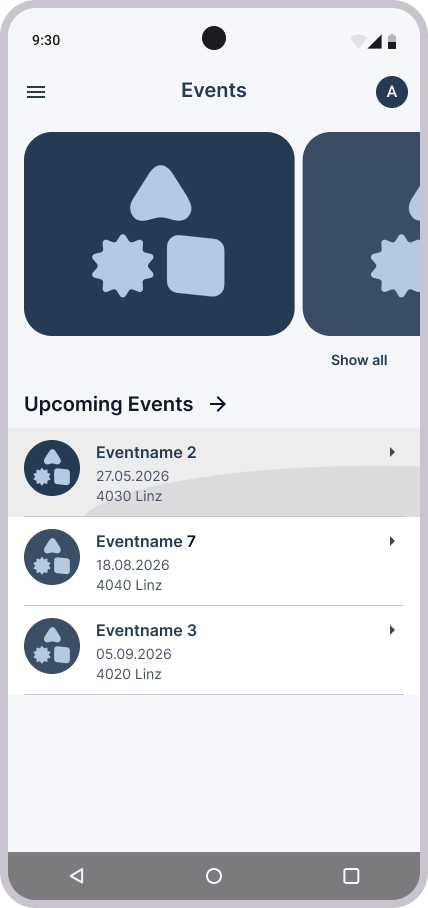 9:30
Events
A
Show all
Upcoming Events
Eventname 2
27.05.2026
4030 Linz
Eventname 7
18.08.2026
4040 Linz
Eventname 3
05.09.2026
4020 Linz